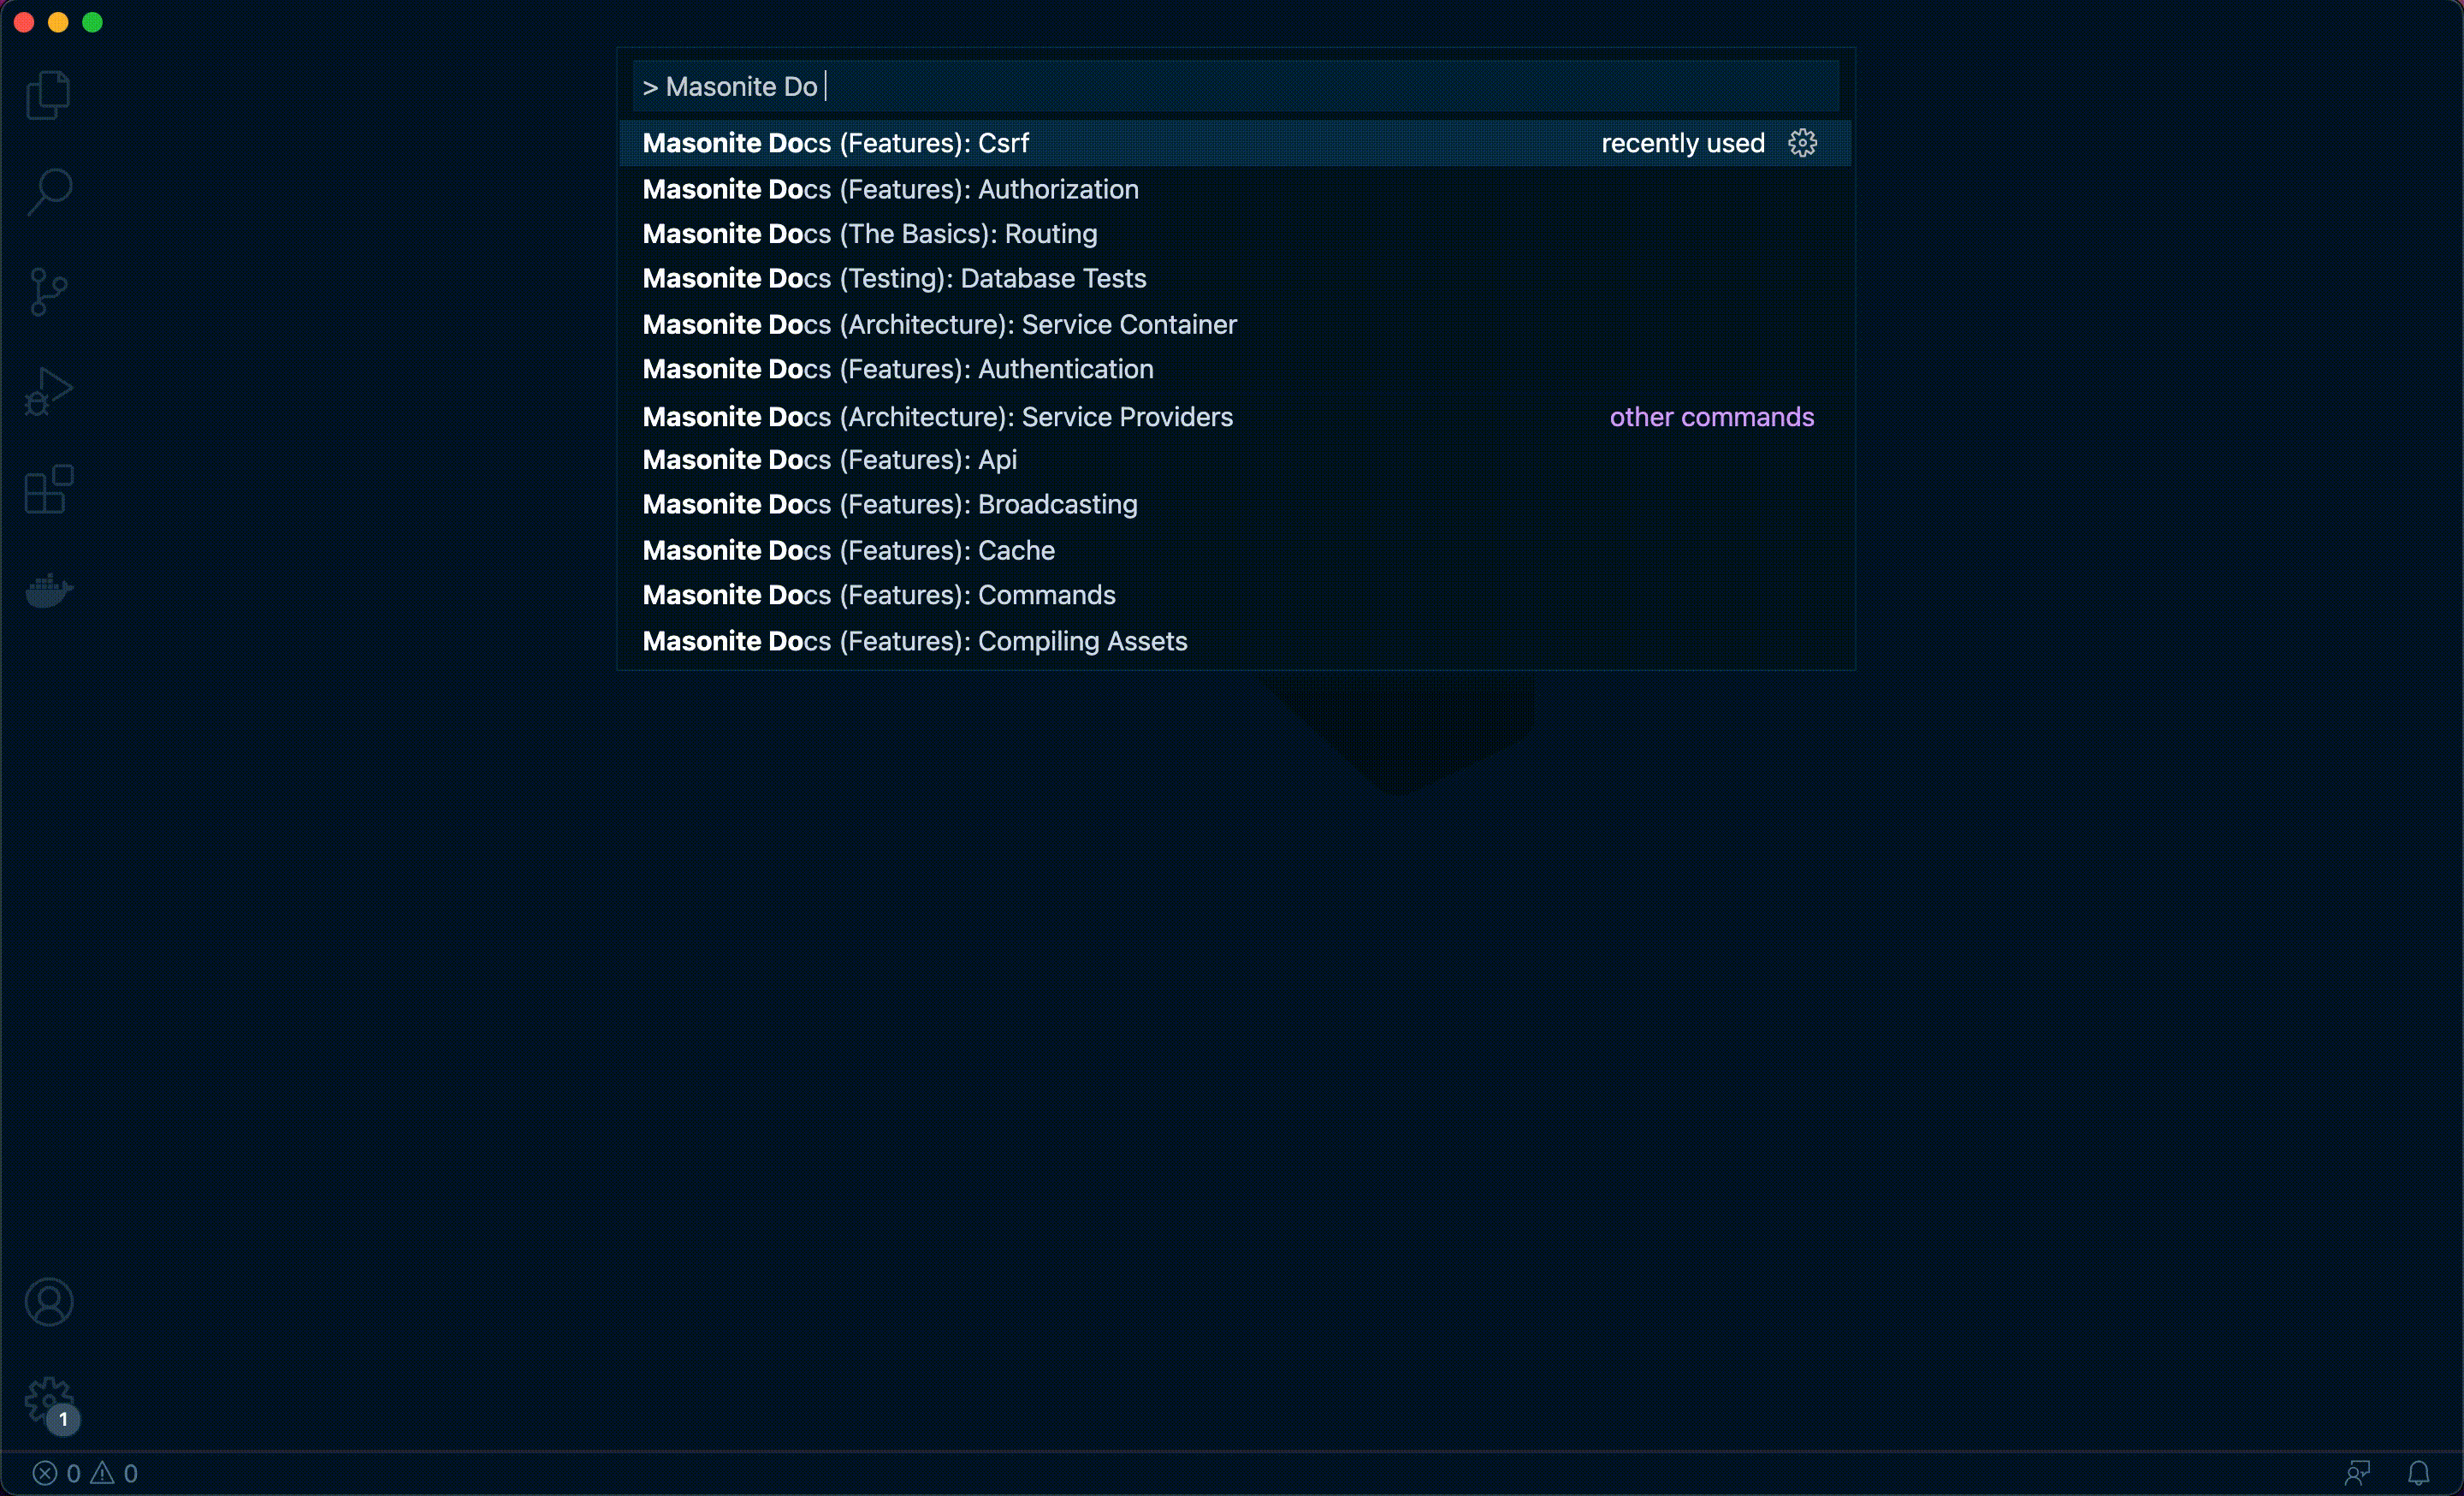 > Masonite Do
Masonite Docs (Features): Csrf recently used
Masonite Docs (Features): Authorization
Masonite Docs (The Basics): Routing
Masonite Docs (Testing): Database Tests
Masonite Docs (Architecture): Service Container
Masonite Docs (Features): Authentication
Masonite Docs (Architecture): Service Providers other commands
Masonite Docs (Features): Api
Masonite Docs (Features): Broadcasting
Masonite Docs (Features): Cache
Masonite Docs (Features): Commands
Masonite Docs (Features): Compiling Assets
1
0 0